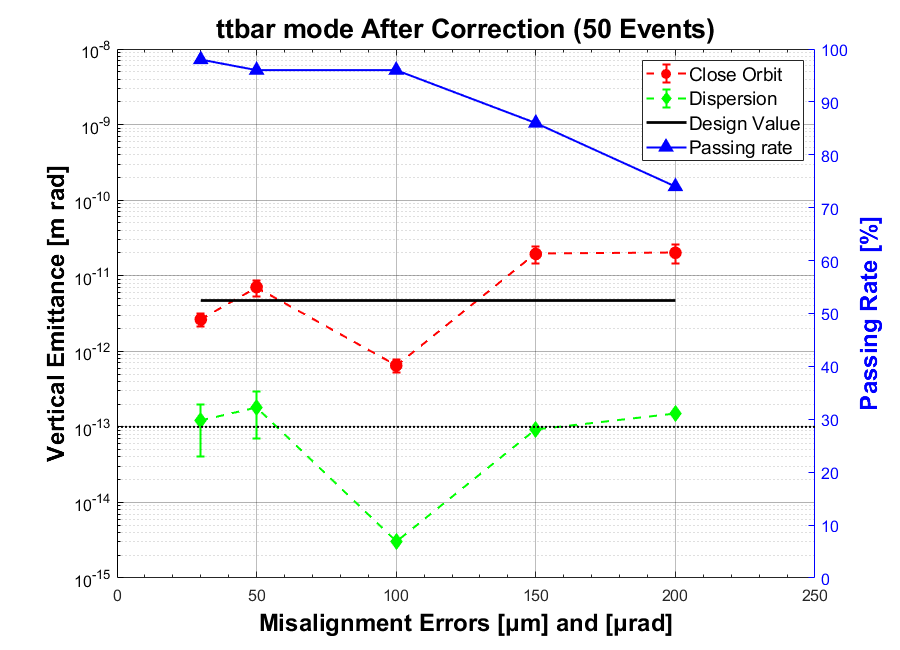 ttbar mode After Correction (50 Events)
Close Orbit
Dispersion
Design Value
Passing rate
Vertical Emittance [m rad]
10^-8
10^-9
10^-10
10^-11
10^-12
10^-13
10^-14
10^-15
100
90
80
70
60
50
40
30
20
10
0
Passing Rate [%]
0 50 100 150 200 250
Misalignment Errors [μm] and [μrad]